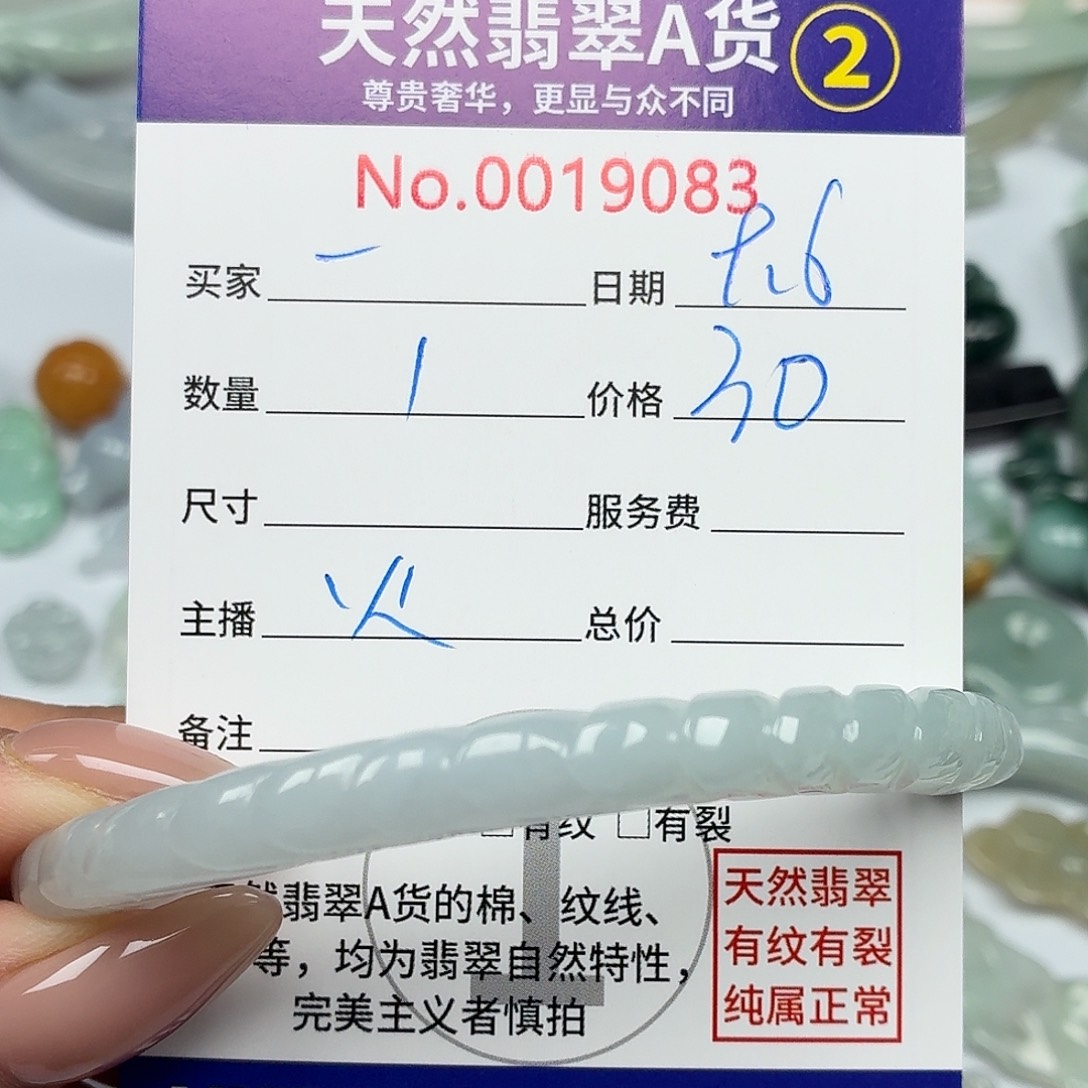 天然翡翠A货 2
尊贵奢华，更显与众不同
No.0019083
买家 一 日期
数量 1 价格 30
尺寸 服务费
主播 火 总价
备注
□有纹 □有裂
然翡翠A货的棉、纹线、
等，均为翡翠自然特性，
完美主义者慎拍
天然翡翠
有纹有裂
纯属正常